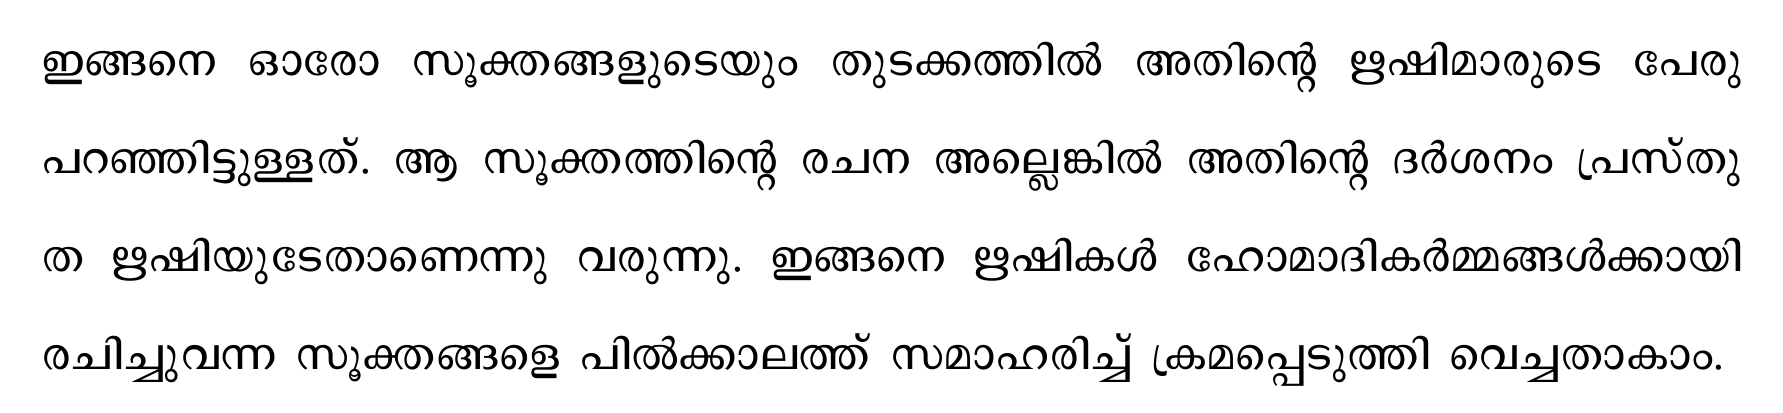 ഇങ്ങനെ ഓരോ സൂക്തങ്ങളുടെയും തുടക്കത്തിൽ അതിന്റെ ഋഷിമാരുടെ പേരു
പറഞ്ഞിട്ടുള്ളത്. ആ സൂക്തത്തിന്റെ രചന അല്ലെങ്കിൽ അതിന്റെ ദർശനം പ്രസ്തു
ത ഋഷിയുടേതാണെന്നു വരുന്നു. ഇങ്ങനെ ഋഷികൾ ഹോമാദികർമ്മങ്ങൾക്കായി
രചിച്ചുവന്ന സൂക്തങ്ങളെ പിൽക്കാലത്ത് സമാഹരിച്ച് ക്രമപ്പെടുത്തി വെച്ചതാകാം.